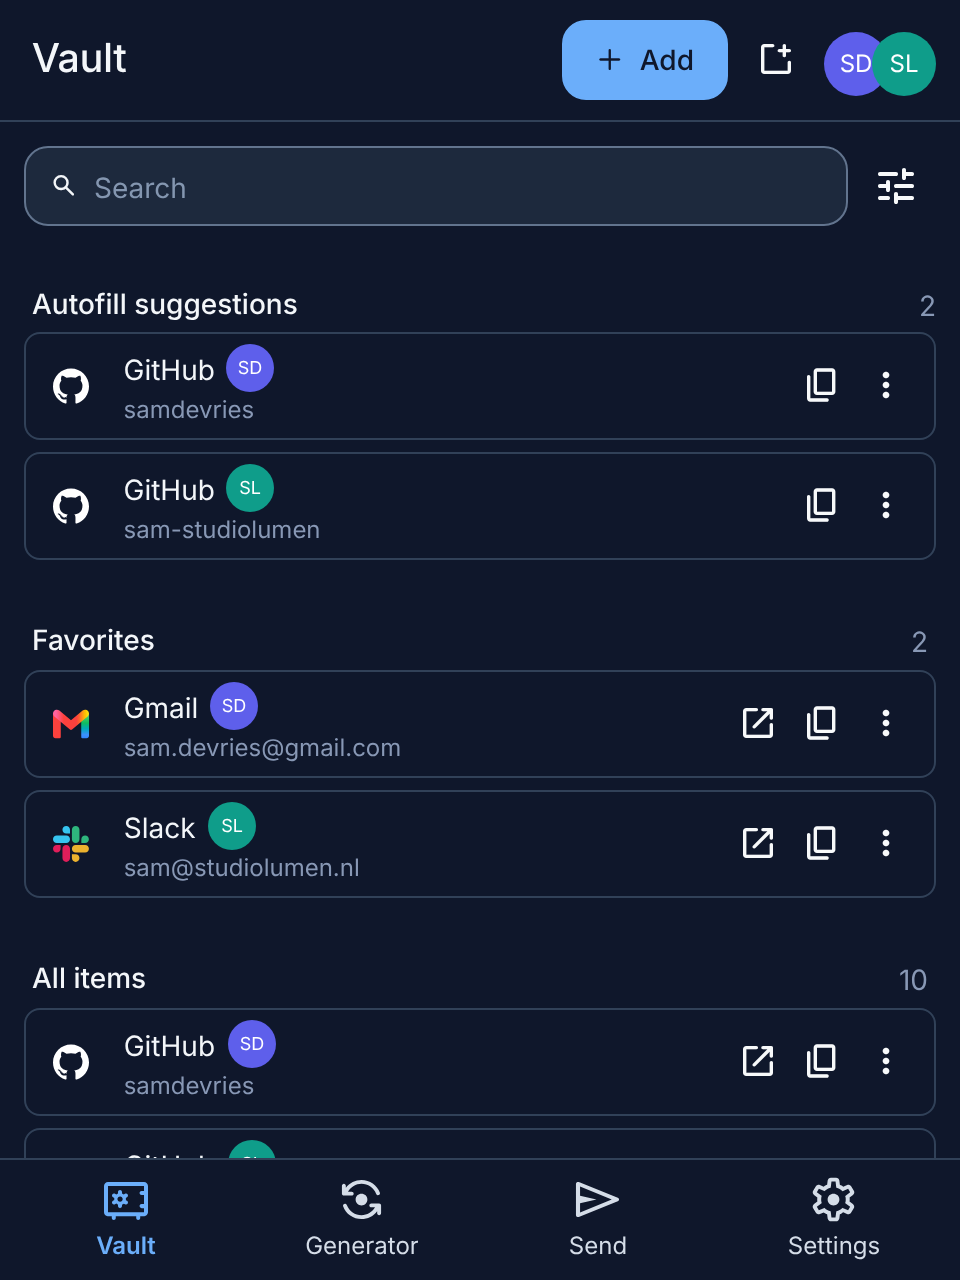 Vault
Add
SD
SL
Search
Autofill suggestions
2
GitHub SD
samdevries
GitHub SL
sam-studiolumen
Favorites
2
Gmail SD
sam.devries@gmail.com
Slack SL
sam@studiolumen.nl
All items
10
GitHub SD
samdevries
Vault
Generator
Send
Settings